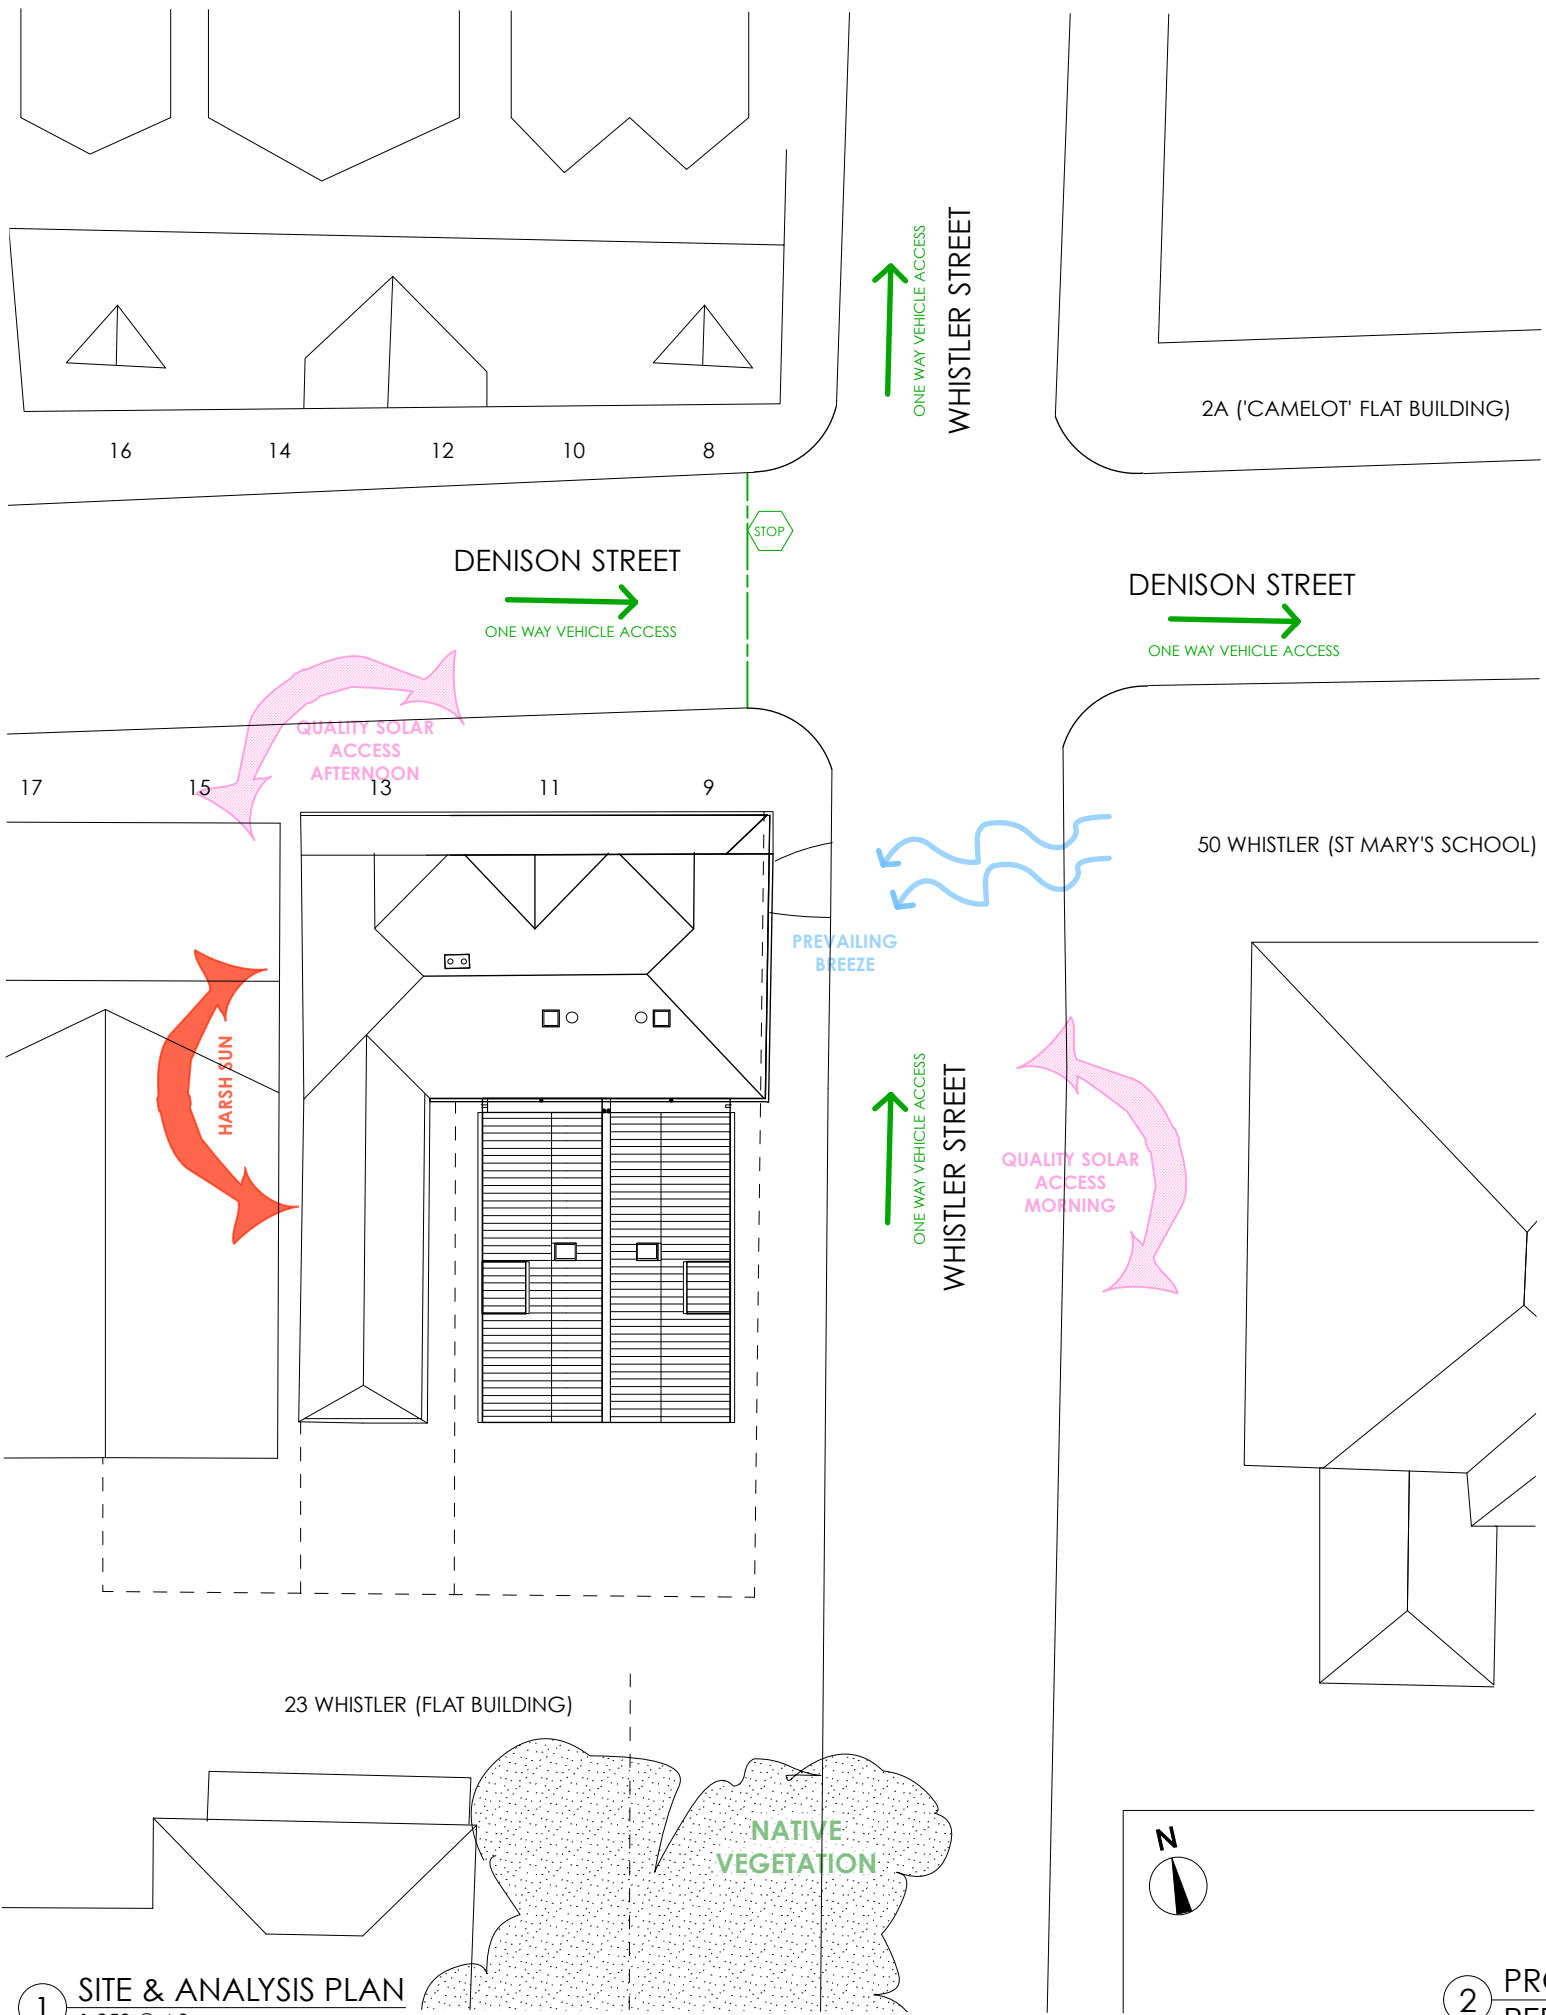 ONE WAY VEHICLE ACCESS
WHISTLER STREET
2A ('CAMELOT' FLAT BUILDING)
16
14
12
10
8
STOP
DENISON STREET
ONE WAY VEHICLE ACCESS
DENISON STREET
ONE WAY VEHICLE ACCESS
QUALITY SOLAR
ACCESS
AFTERNOON
17
15
13
11
9
50 WHISTLER (ST MARY'S SCHOOL)
PREVAILING
BREEZE
HARSH SUN
ONE WAY VEHICLE ACCESS
WHISTLER STREET
QUALITY SOLAR
ACCESS
MORNING
23 WHISTLER (FLAT BUILDING)
NATIVE
VEGETATION
N
1
SITE & ANALYSIS PLAN
2